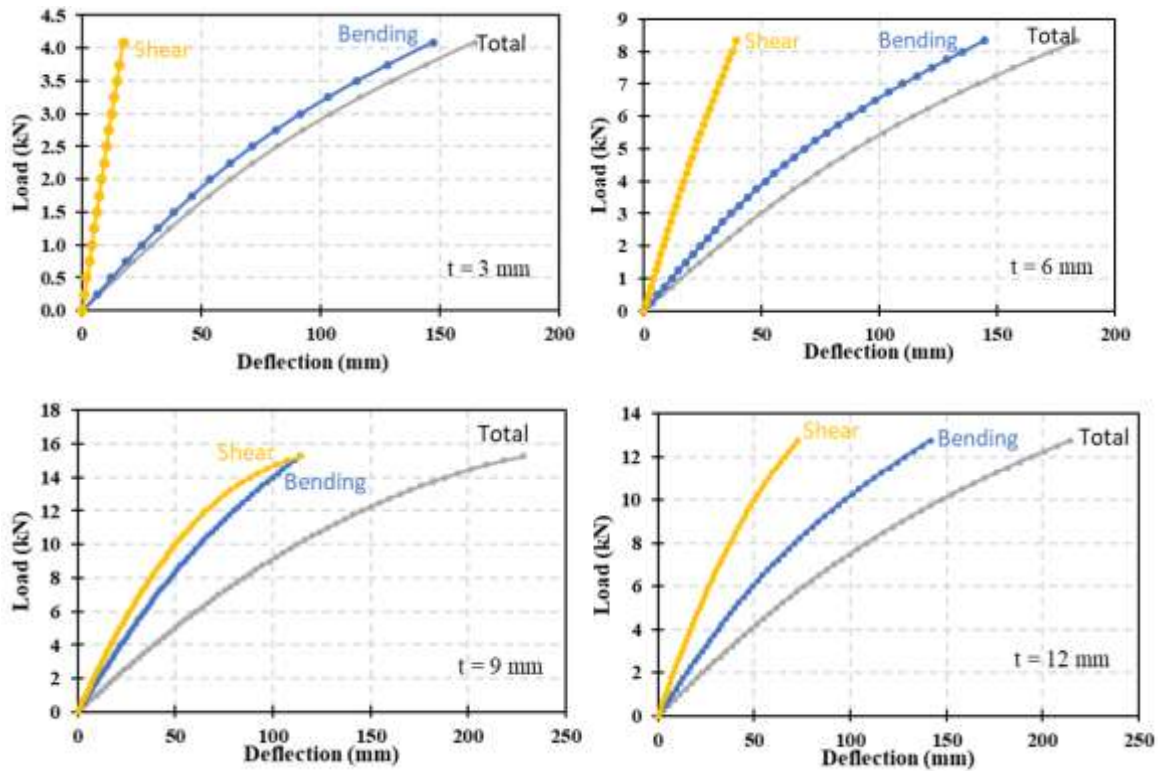 4.5
4.0
3.5
3.0
2.5
2.0
1.5
1.0
0.5
0.0
Load (kN)
Shear
Bending
Total
t = 3 mm
0 50 100 150 200
Deflection (mm)
9
8
7
6
5
4
3
2
1
0
Load (kN)
Shear
Bending
Total
t = 6 mm
0 50 100 150 200
Deflection (mm)
18
16
14
12
10
8
6
4
2
0
Load (kN)
Shear
Bending
Total
t = 9 mm
0 50 100 150 200 250
Deflection (mm)
14
12
10
8
6
4
2
0
Load (kN)
Shear
Bending
Total
t = 12 mm
0 50 100 150 200 250
Deflection (mm)